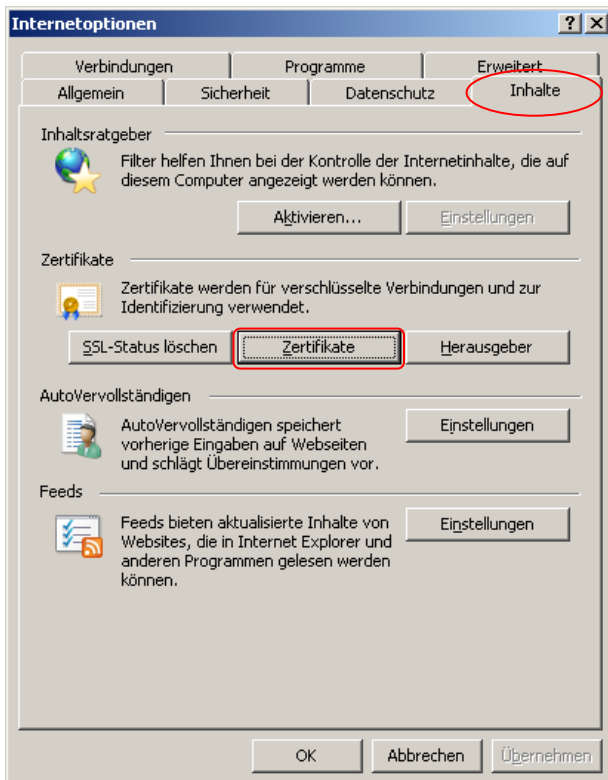 Internetoptionen
Verbindungen Programme Erweitert
Allgemein Sicherheit Datenschutz Inhalte
Inhaltsratgeber
Filter helfen Ihnen bei der Kontrolle der Internetinhalte, die auf
diesem Computer angezeigt werden können.
Aktivieren... Einstellungen
Zertifikate
Zertifikate werden für verschlüsselte Verbindungen und zur
Identifizierung verwendet.
SSL-Status löschen Zertifikate Herausgeber
AutoVervollständigen
AutoVervollständigen speichert
vorherige Eingaben auf Webseiten
und schlägt Übereinstimmungen vor.
Einstellungen
Feeds
Feeds bieten aktualisierte Inhalte von
Websites, die in Internet Explorer und
anderen Programmen gelesen werden
können.
Einstellungen
OK Abbrechen Übernehmen